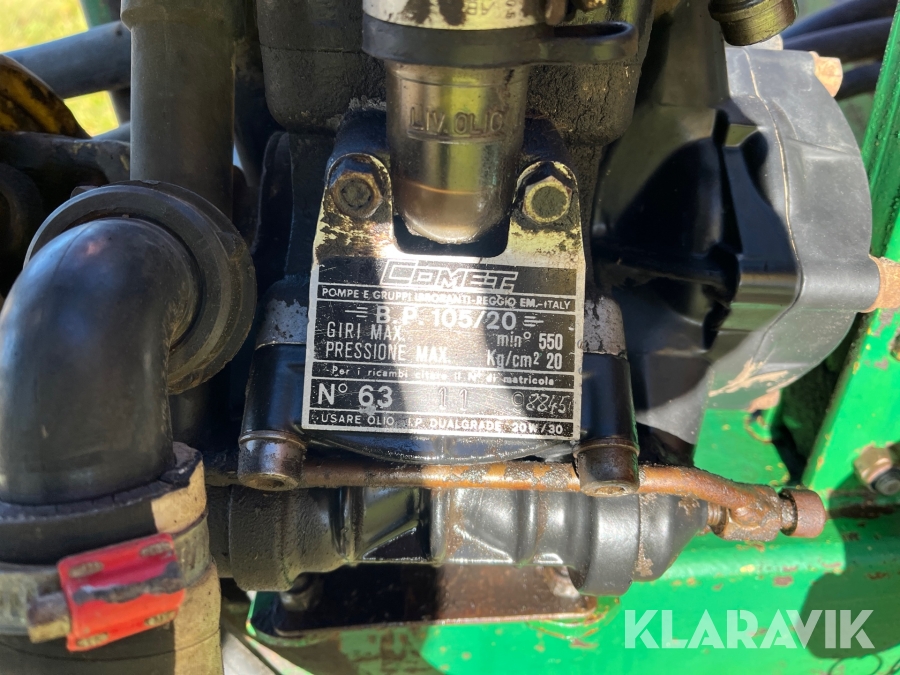 LIV. OLIO
COMET
POMPE E GRUPPI IRRORANTI-REGGIO EM.-ITALY
B.P. 105/20
GIRI MAX. min° 550
PRESSIONE MAX. Kg/cm² 20
Per i ricambi citare il N° di matricola
N° 63 11 88451
USARE OLIO I.P. DUALGRADE 20W/30
KLARAVIK